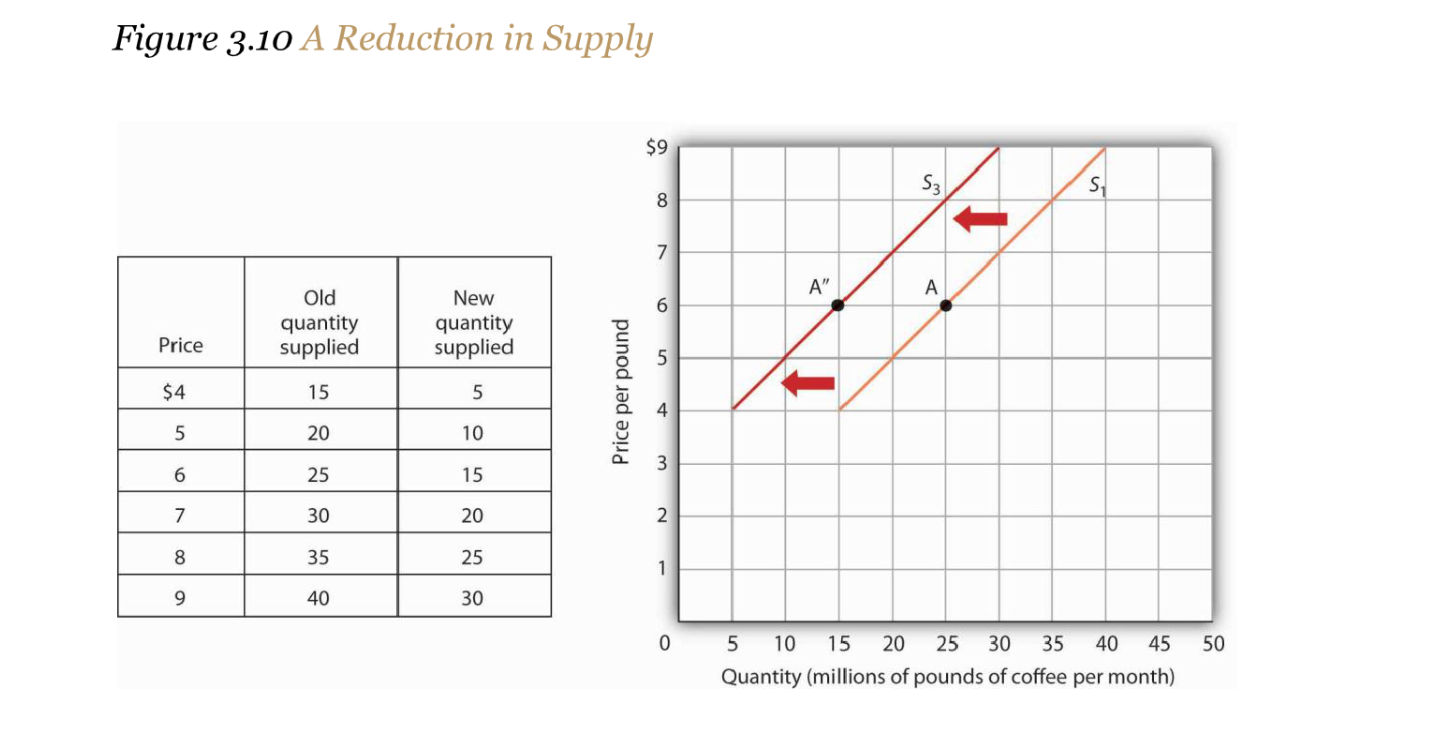 Figure 3.10 A Reduction in Supply
Price
Old
quantity
supplied
New
quantity
supplied
$4 15 5
5 20 10
6 25 15
7 30 20
8 35 25
9 40 30
Price per pound
$9
8
7
6
5
4
3
2
1
0 5 10 15 20 25 30 35 40 45 50
S3
S1
A”
A
Quantity (millions of pounds of coffee per month)